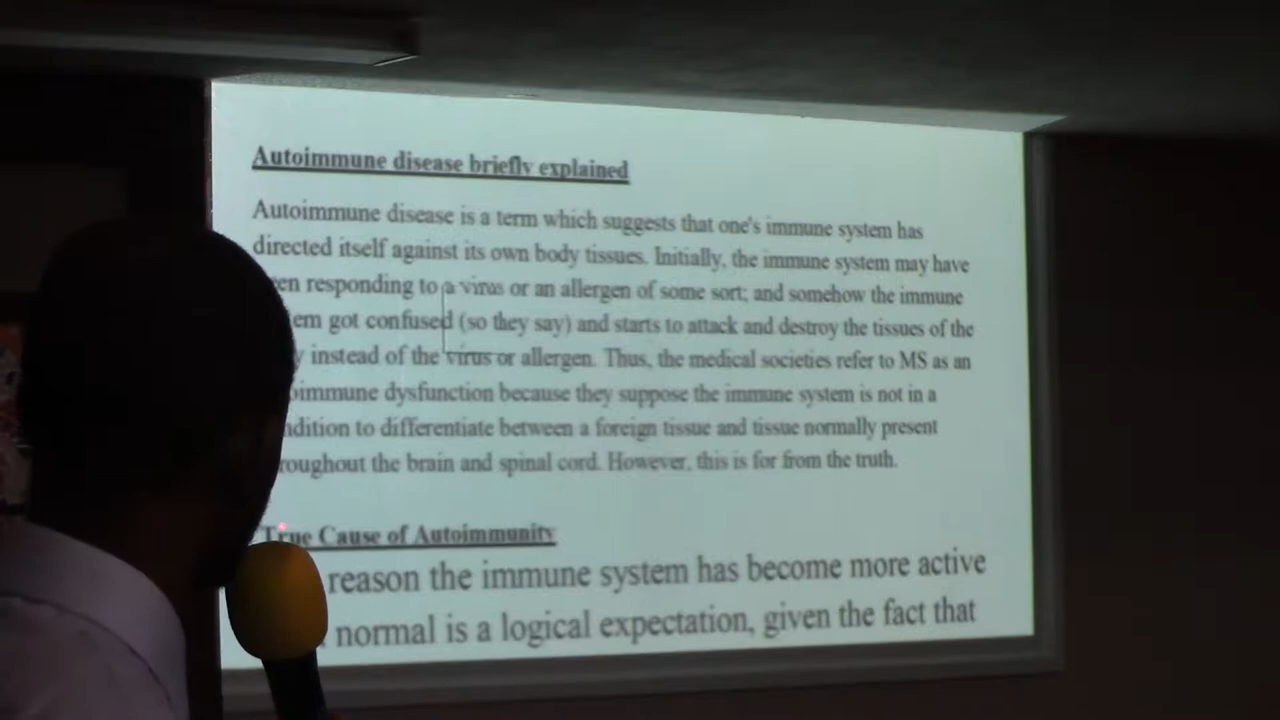 Autoimmune disease briefly explained
Autoimmune disease is a term which suggests that one's immune system has
directed itself against its own body tissues. Initially, the immune system may have
en responding to a virus or an allergen of some sort; and somehow the immune
em got confused (so they say) and starts to attack and destroy the tissues of the
y instead of the virus or allergen. Thus, the medical societies refer to MS as an
oimmune dysfunction because they suppose the immune system is not in a
ndition to differentiate between a foreign tissue and tissue normally present
roughout the brain and spinal cord. However, this is for from the truth.
True Cause of Autoimmunity
reason the immune system has become more active
normal is a logical expectation, given the fact that